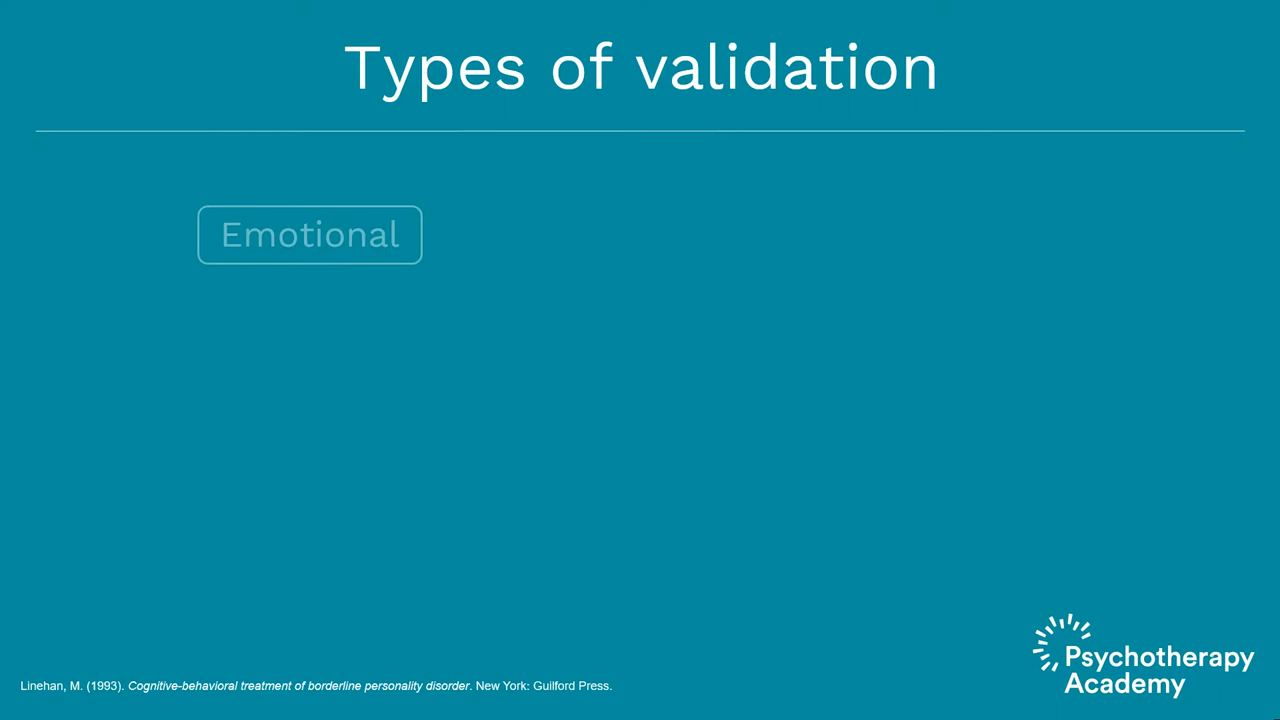 Types of validation
Emotional
Psychotherapy
Academy
Linehan, M. (1993). Cognitive-behavioral treatment of borderline personality disorder. New York: Guilford Press.